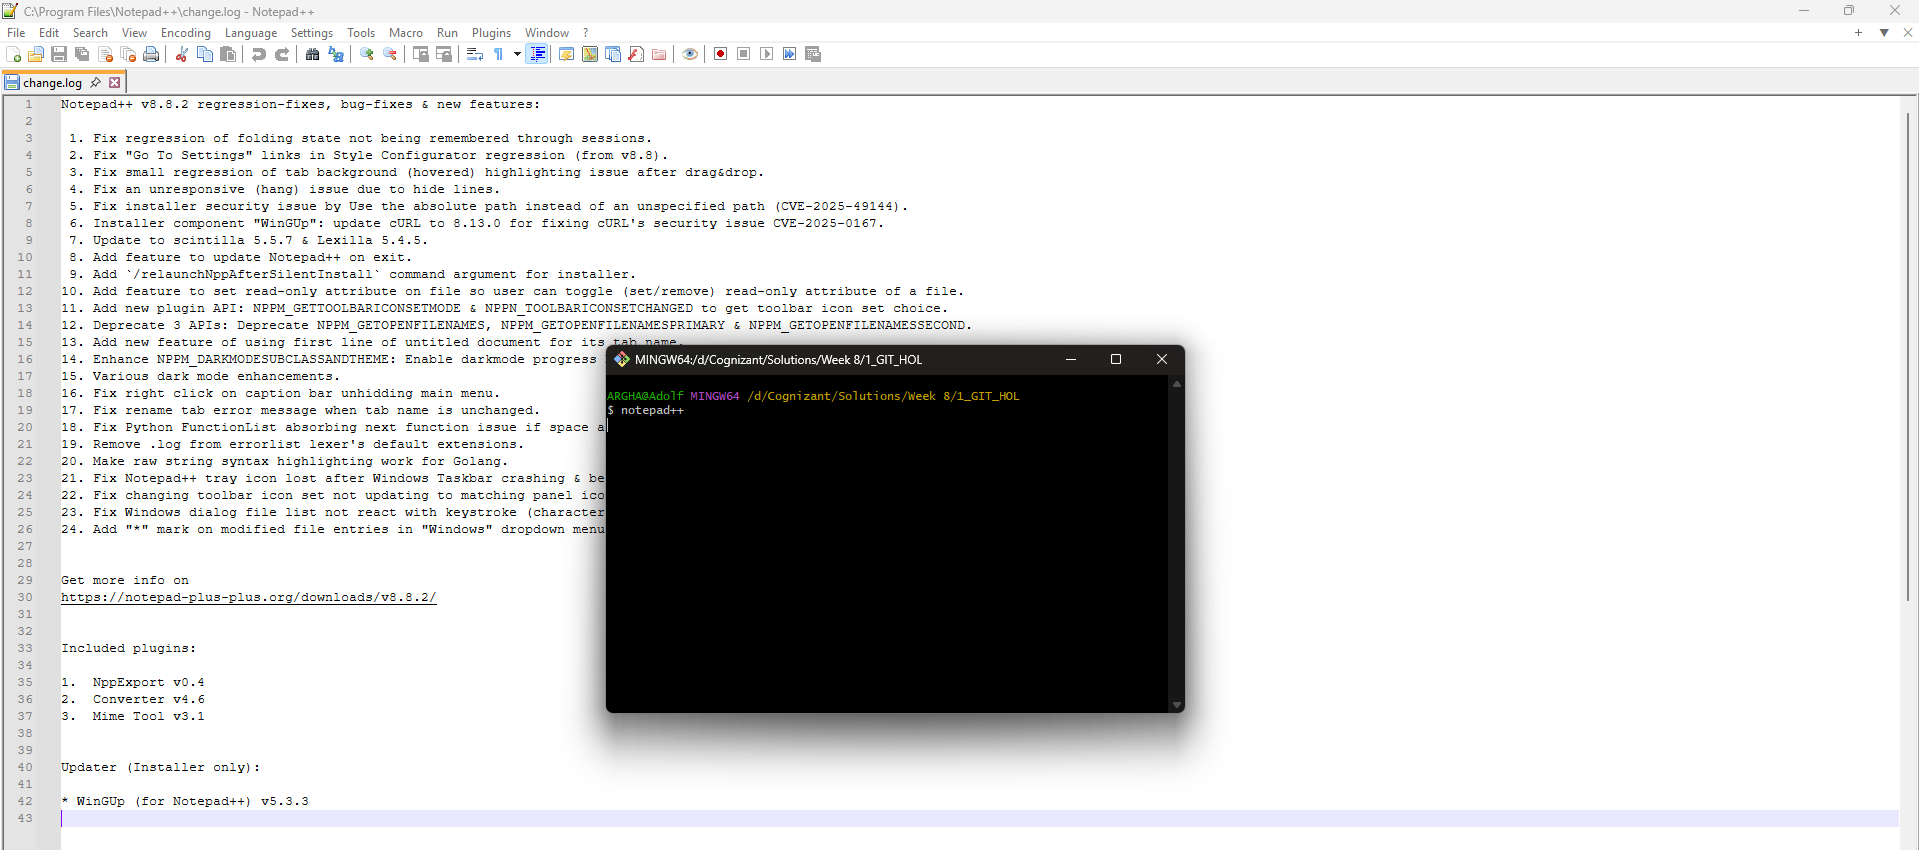 C:\Program Files\Notepad++\change.log - Notepad++
File Edit Search View Encoding Language Settings Tools Macro Run Plugins Window ?
change.log
1 Notepad++ v8.8.2 regression-fixes, bug-fixes & new features:
2
3 1. Fix regression of folding state not being remembered through sessions.
4 2. Fix "Go To Settings" links in Style Configurator regression (from v8.8).
5 3. Fix small regression of tab background (hovered) highlighting issue after drag&drop.
6 4. Fix an unresponsive (hang) issue due to hide lines.
7 5. Fix installer security issue by Use the absolute path instead of an unspecified path (CVE-2025-49144).
8 6. Installer component "WinGUp": update cURL to 8.13.0 for fixing cURL's security issue CVE-2025-0167.
9 7. Update to scintilla 5.5.7 & Lexilla 5.4.5.
10 8. Add feature to update Notepad++ on exit.
11 9. Add `/relaunchNppAfterSilentInstall` command argument for installer.
12 10. Add feature to set read-only attribute on file so user can toggle (set/remove) read-only attribute of a file.
13 11. Add new plugin API: NPPM_GETTOOLBARICONSETMODE & NPPN_TOOLBARICONSETCHANGED to get toolbar icon set choice.
14 12. Deprecate 3 APIs: Deprecate NPPM_GETOPENFILENAMES, NPPM_GETOPENFILENAMESPRIMARY & NPPM_GETOPENFILENAMESSECOND.
15 13. Add new feature of using first line of untitled document for its tab name.
16 14. Enhance NPPM_DARKMODESUBCLASSANDTHEME: Enable darkmode progress
17 15. Various dark mode enhancements.
18 16. Fix right click on caption bar unhidding main menu.
19 17. Fix rename tab error message when tab name is unchanged.
20 18. Fix Python FunctionList absorbing next function issue if space a
21 19. Remove .log from errorlist lexer's default extensions.
22 20. Make raw string syntax highlighting work for Golang.
23 21. Fix Notepad++ tray icon lost after Windows Taskbar crashing & be
24 22. Fix changing toolbar icon set not updating to matching panel ico
25 23. Fix Windows dialog file list not react with keystroke (character
26 24. Add "*" mark on modified file entries in "Windows" dropdown menu
27
28
29 Get more info on
30 https://notepad-plus-plus.org/downloads/v8.8.2/
31
32
33 Included plugins:
34
35 1. NppExport v0.4
36 2. Converter v4.6
37 3. Mime Tool v3.1
38
39
40 Updater (Installer only):
41
42 * WinGUp (for Notepad++) v5.3.3
43
MINGW64:/d/Cognizant/Solutions/Week 8/1_GIT_HOL
ARGHA@Adolf MINGW64 /d/Cognizant/Solutions/Week 8/1_GIT_HOL
$ notepad++